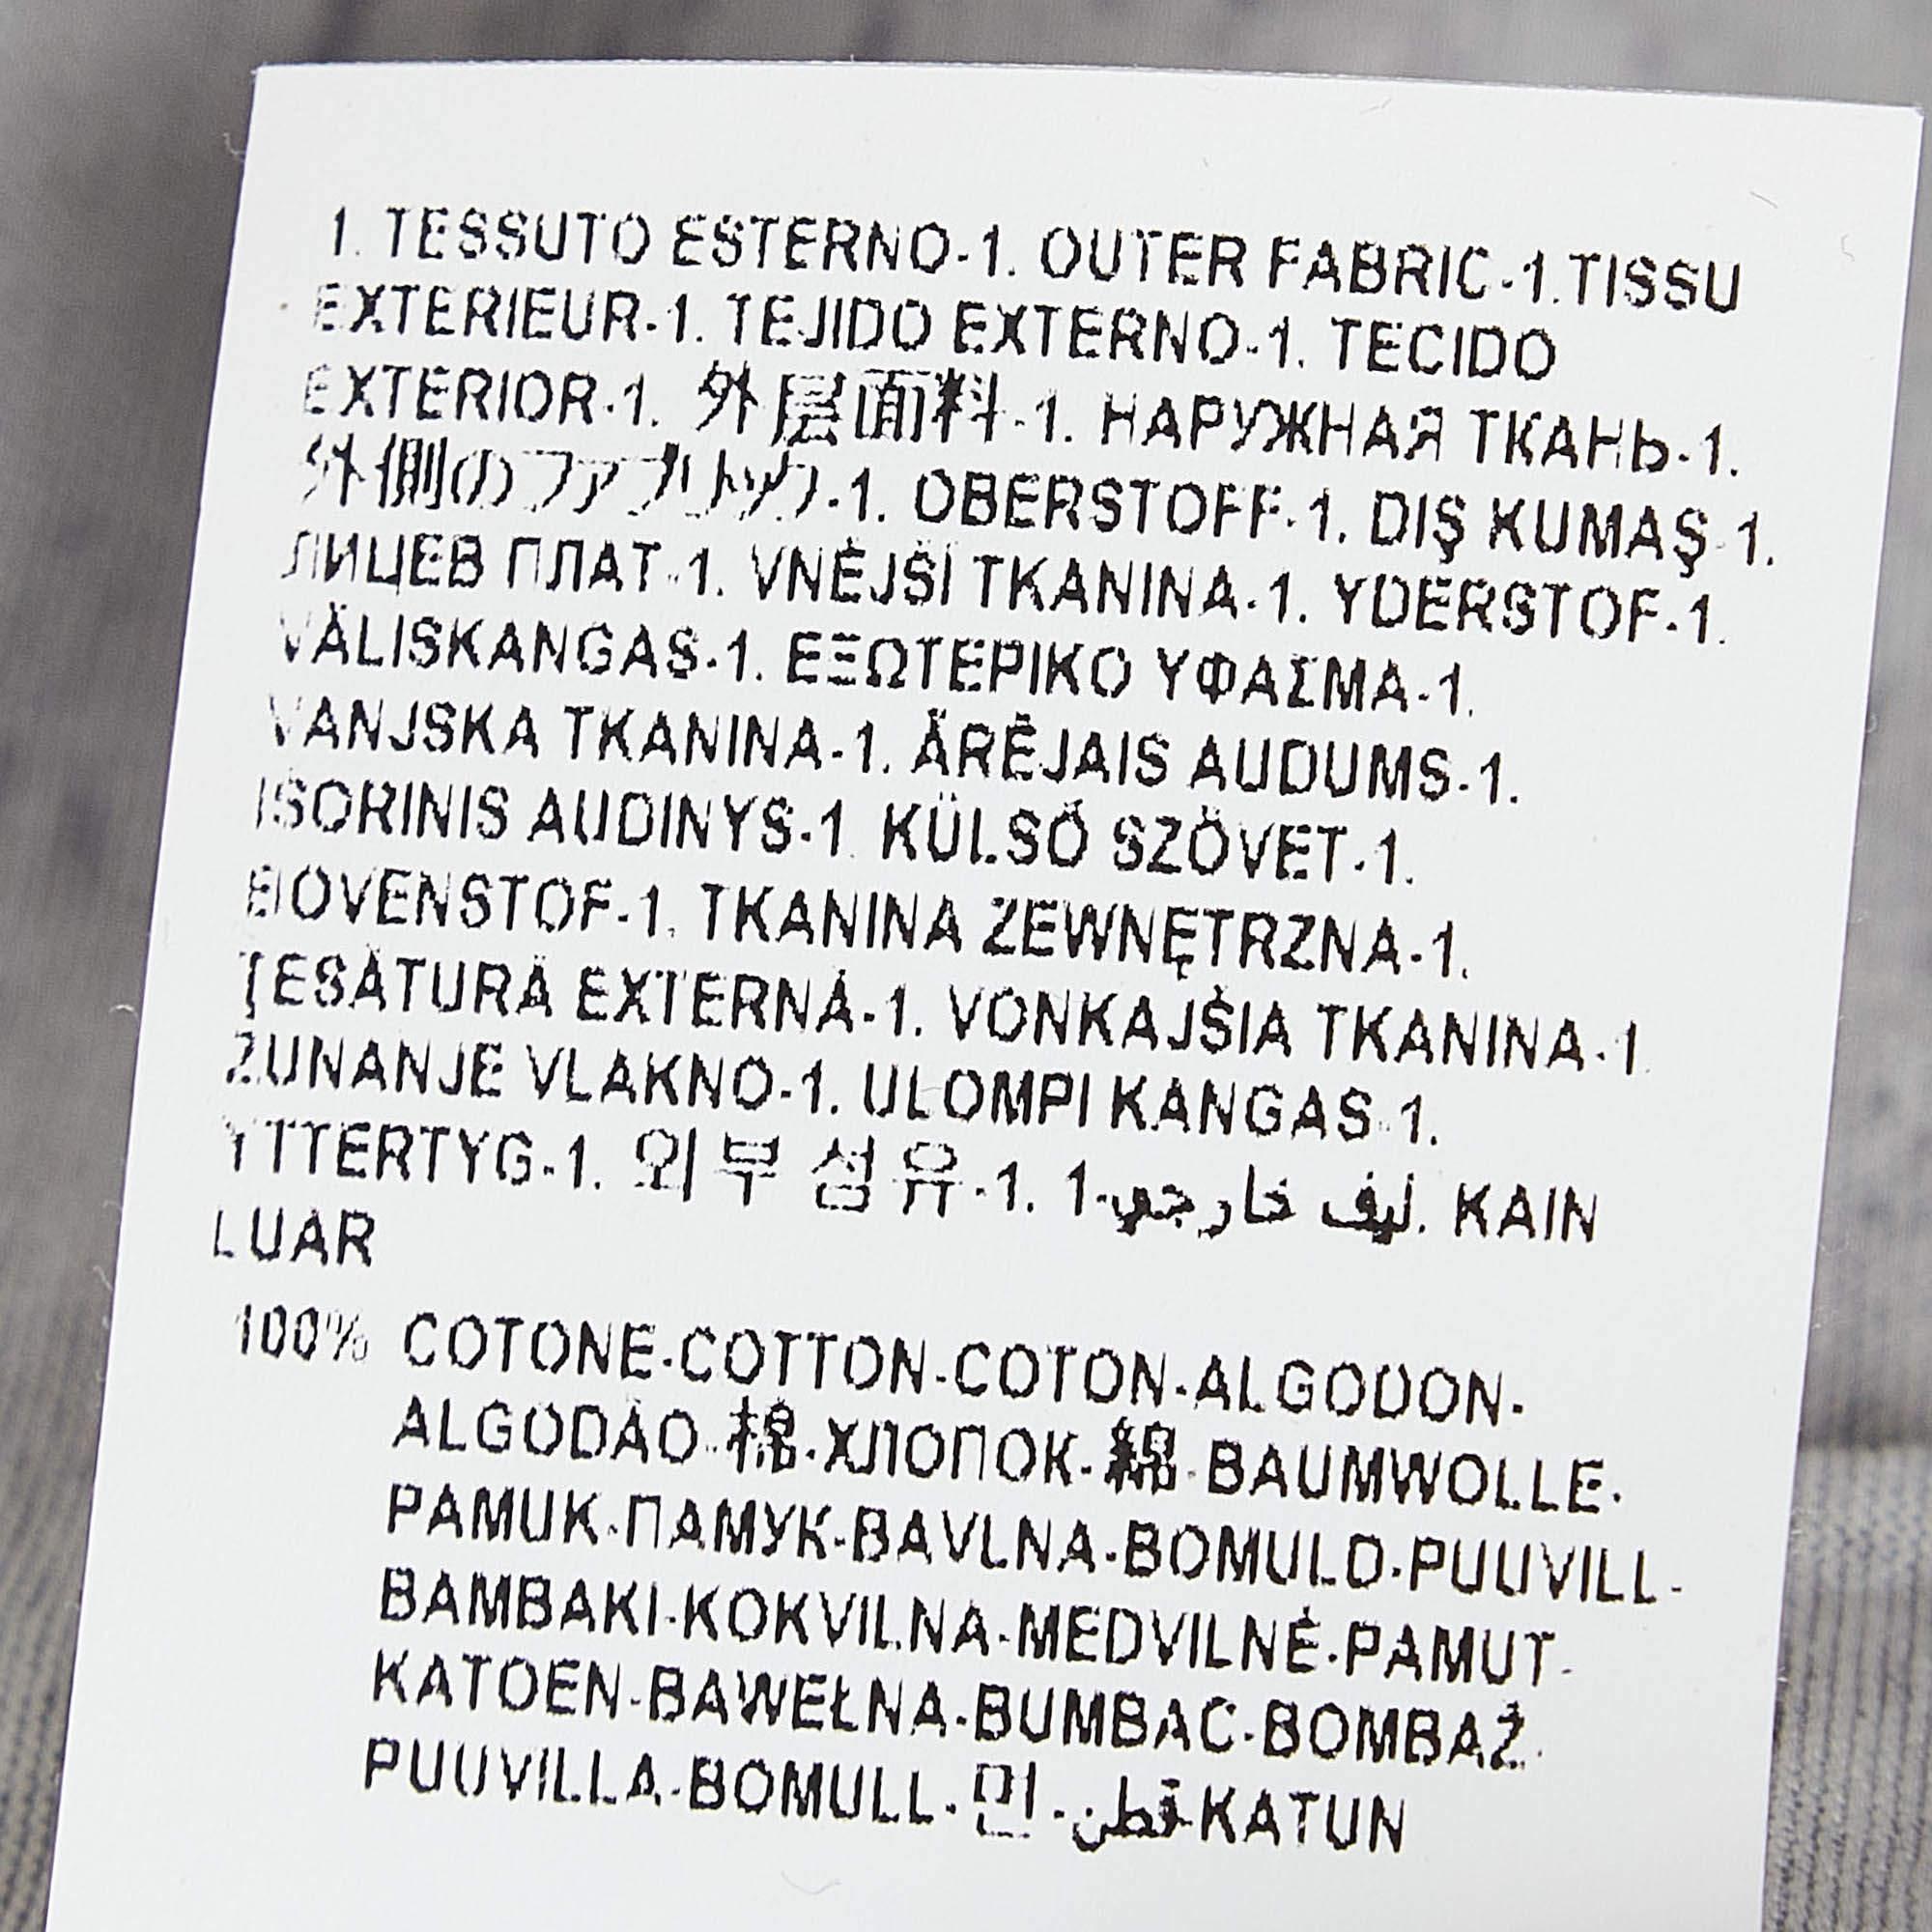 1. TESSUTO ESTERNO-1. OUTER FABRIC-1.TISSU
EXTERIEUR-1. TEJIDO EXTERNO-1. TECIDO
EXTERIOR-1. 外层面料-1. НАРУЖНАЯ ТКАНЬ-1.
外側のファブリック-1. OBERSTOFF-1. DIŞ KUMAŞ-1.
ЛИЦЕВ ПЛАТ-1. VNĚJŠÍ TKANINA-1. YDERSTOF-1.
VÄLISKANGAS-1. ΕΞΩΤΕΡΙΚΟ ΥΦΑΣΜΑ-1.
VANJSKA TKANINA-1. ĀRĒJAIS AUDUMS-1.
IŠORINIS AUDINYS-1. KÜLSŐ SZÖVET-1.
BOVENSTOF-1. TKANINA ZEWNĘTRZNA-1.
ŢESĂTURĂ EXTERNĂ-1. VONKAJŠIA TKANINA-1.
ZUNANJE VLAKNO-1. ULOMPI KANGAS-1.
YTTERTYG-1. 외부 섬유-1. ليف خارجي-1. KAIN
LUAR
100% COTONE-COTTON-COTON-ALGODON-
ALGODÃO-棉-ХЛОПОК-綿-BAUMWOLLE-
PAMUK-ПАМУК-BAVLNA-BOMULD-PUUVILL-
BAMBAKI-KOKVILNA-MEDVILNĖ-PAMUT-
KATOEN-BAWEŁNA-BUMBAC-BOMBAŽ-
PUUVILLA-BOMULL-면-قطن-KATUN